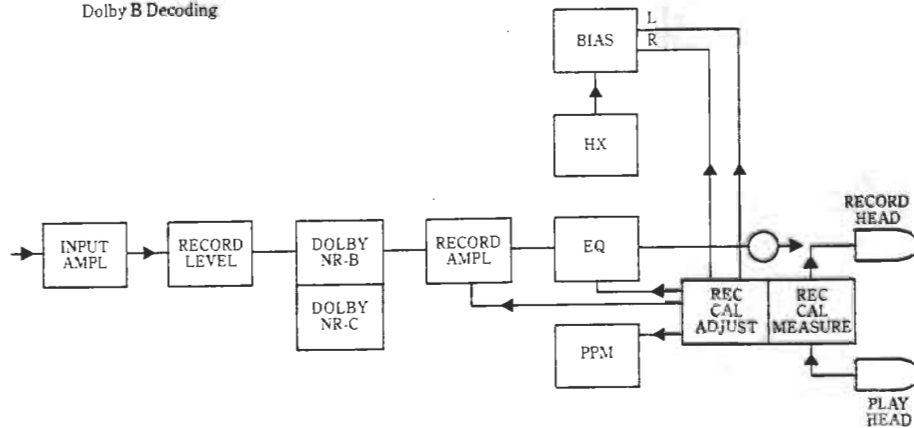 Dolby B Decoding
BIAS
L
R
HX
RECORD
HEAD
INPUT
AMPL
RECORD
LEVEL
DOLBY
NR-B
RECORD
AMPL
EQ
DOLBY
NR-C
REC
CAL
ADJUST
REC
CAL
MEASURE
PPM
PLAY
HEAD